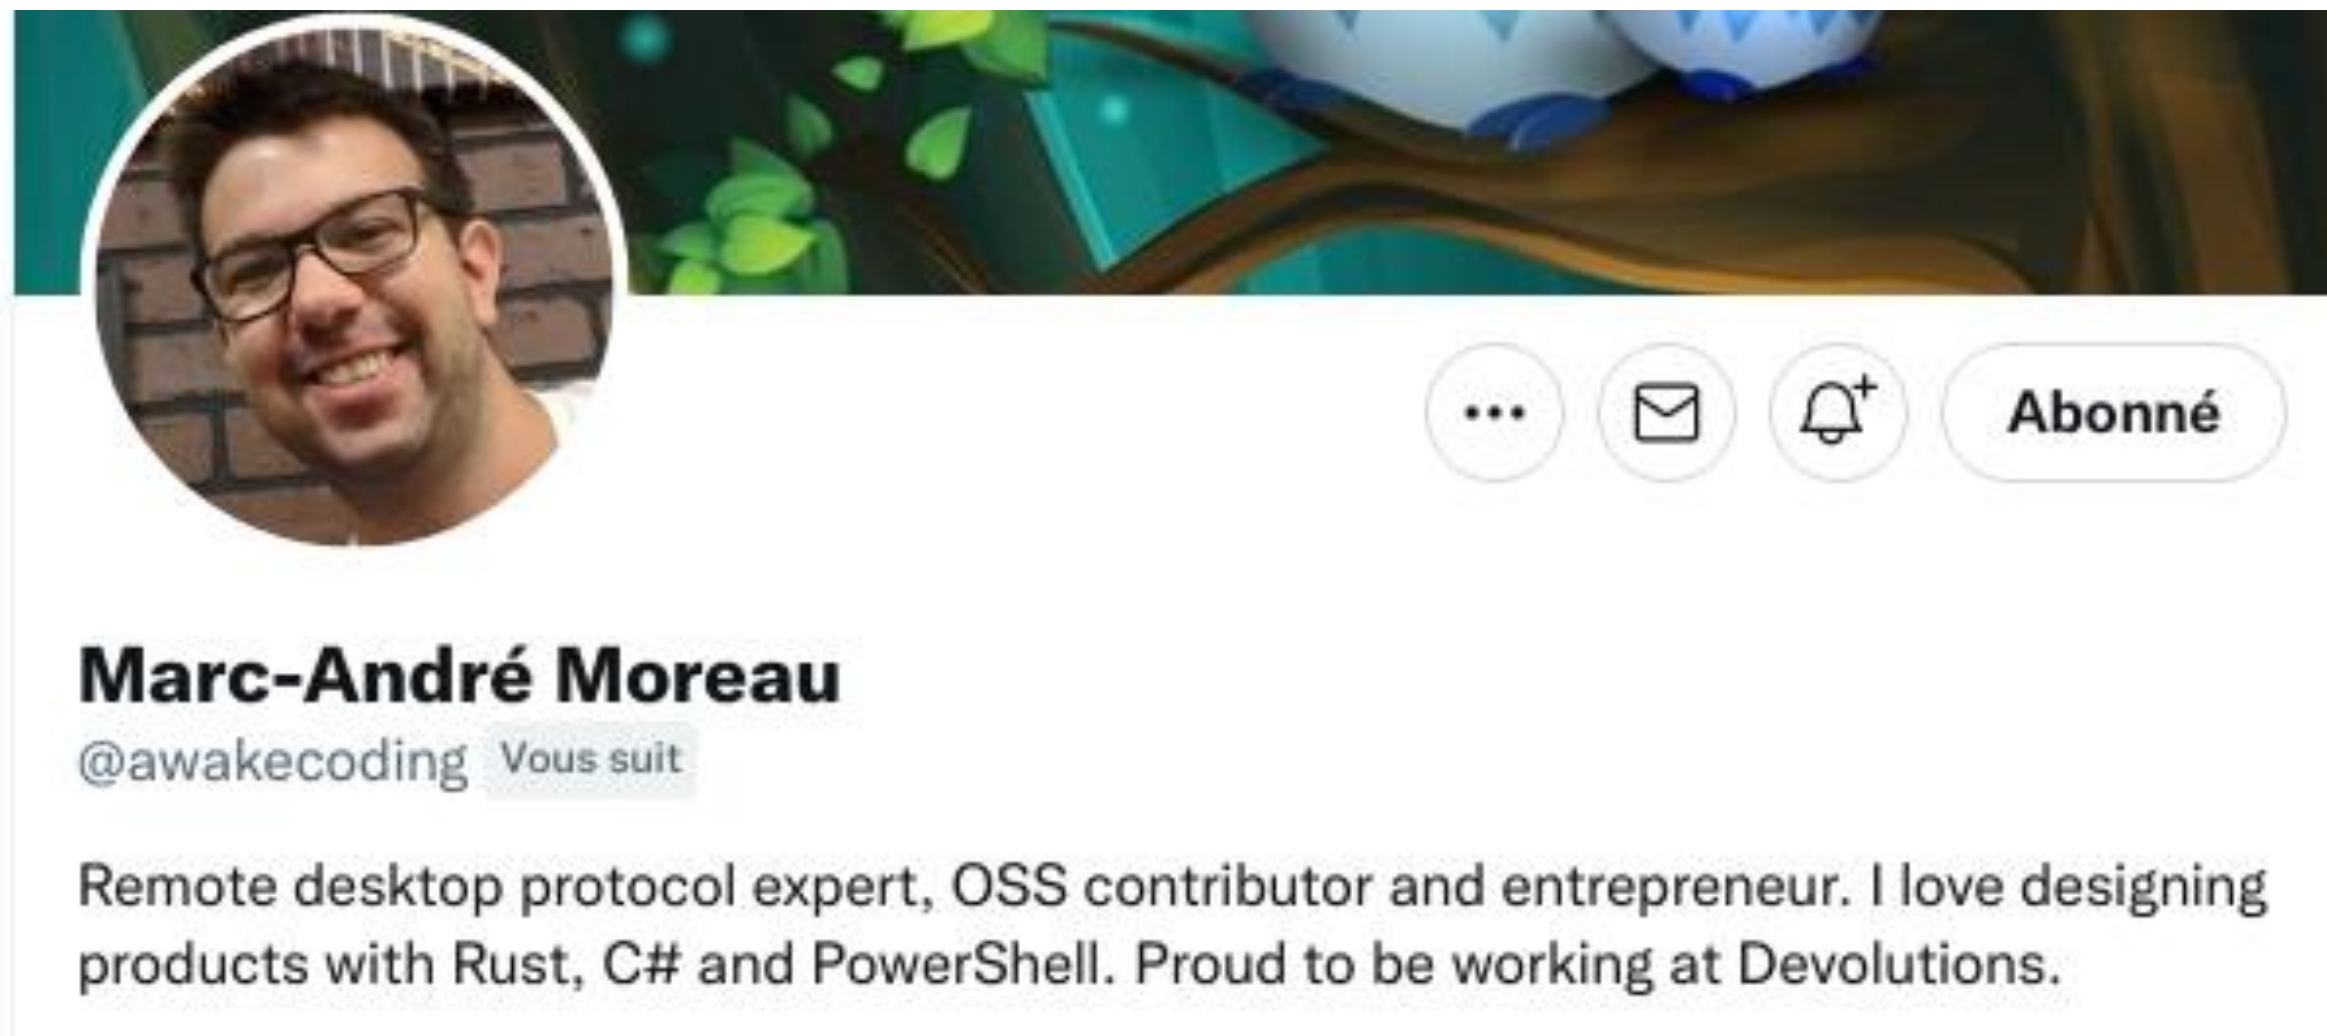 Abonné
Marc-André Moreau
@awakecoding Vous suit
Remote desktop protocol expert, OSS contributor and entrepreneur. I love designing
products with Rust, C# and PowerShell. Proud to be working at Devolutions.